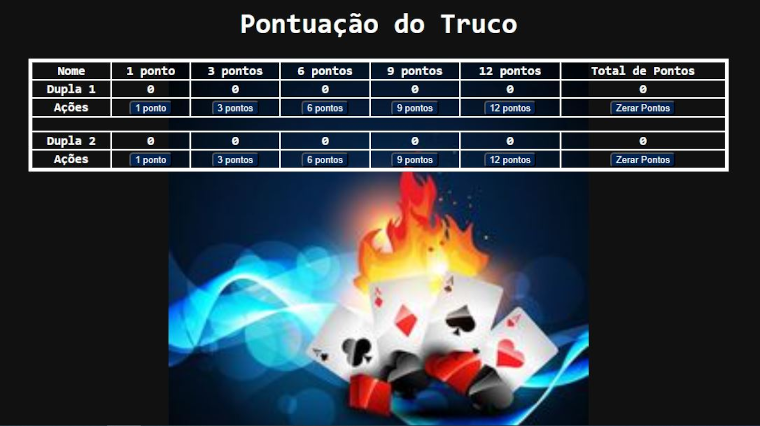 Pontuação do Truco
Nome 1 ponto 3 pontos 6 pontos 9 pontos 12 pontos Total de Pontos
Dupla 1 0 0 0 0 0 0
Ações 1 ponto 3 pontos 6 pontos 9 pontos 12 pontos Zerar Pontos
Dupla 2 0 0 0 0 0 0
Ações 1 ponto 3 pontos 6 pontos 9 pontos 12 pontos Zerar Pontos